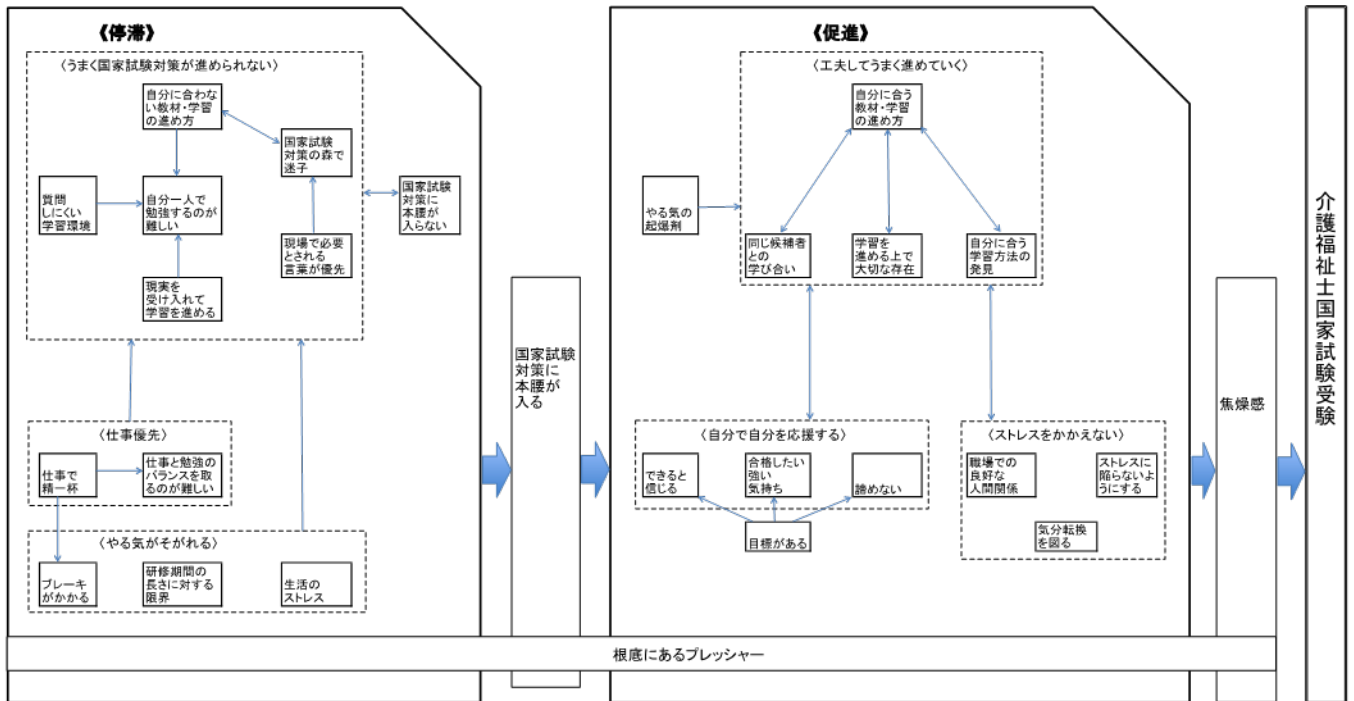 《停滞》
〈うまく国家試験対策が進められない〉
自分に合わな
い教材・学習
の進め方
国家試験
対策の森で
迷子
質問
しにくい
学習環境
自分一人で
勉強するのが
難しい
国家試験
対策に
本腰が
入らない
現場で必要
とされる
言葉が優先
現実を
受け入れて
学習を進める
〈仕事優先〉
仕事で
精一杯
仕事と勉強の
バランスを取
るのが難しい
〈やる気がそがれる〉
ブレーキ
がかかる
研修期間の
長さに対する
限界
生活の
ストレス
国家試験
対策に
本腰が
入る
《促進》
〈工夫してうまく進めていく〉
自分に合う
教材・学習
の進め方
やる気の
起爆剤
同じ候補者
との
学び合い
学習を
進める上で
大切な存在
自分に合う
学習方法の
発見
〈自分で自分を応援する〉
できると
信じる
合格したい
強い
気持ち
諦めない
目標がある
〈ストレスをかかえない〉
職場での
良好な
人間関係
ストレスに
陥らないよ
うにする
気分転換
を図る
焦燥感
介護福祉士国家試験受験
根底にあるプレッシャー